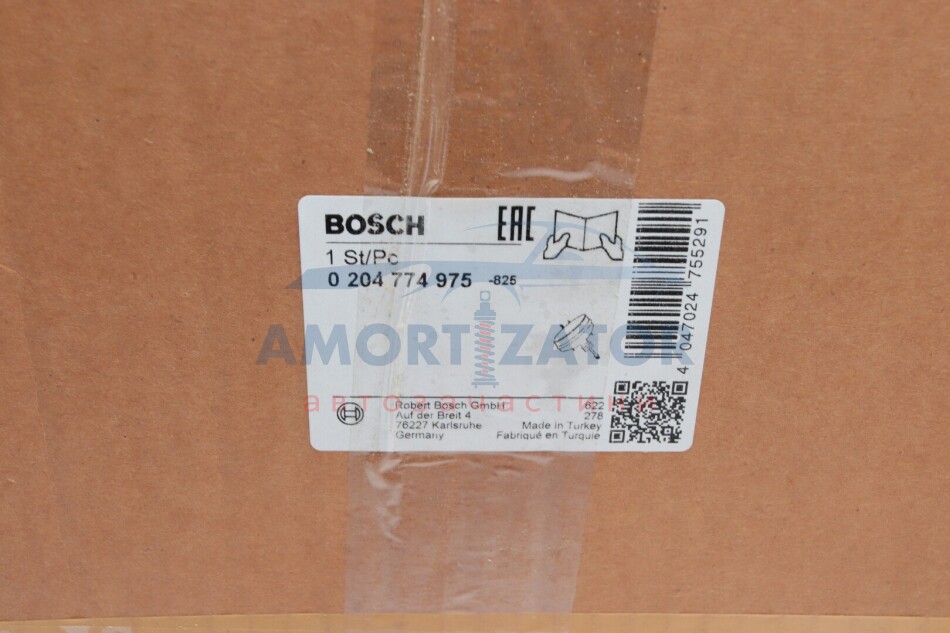 BOSCH
EAC
1 St/Pc
0 204 774 975 -825
4 047024 755291
AMORTIZATOR
автозапчастини
Robert Bosch GmbH
Auf der Breit 4
76227 Karlsruhe
Germany
622
278
Made in Turkey
Fabriqué en Turquie